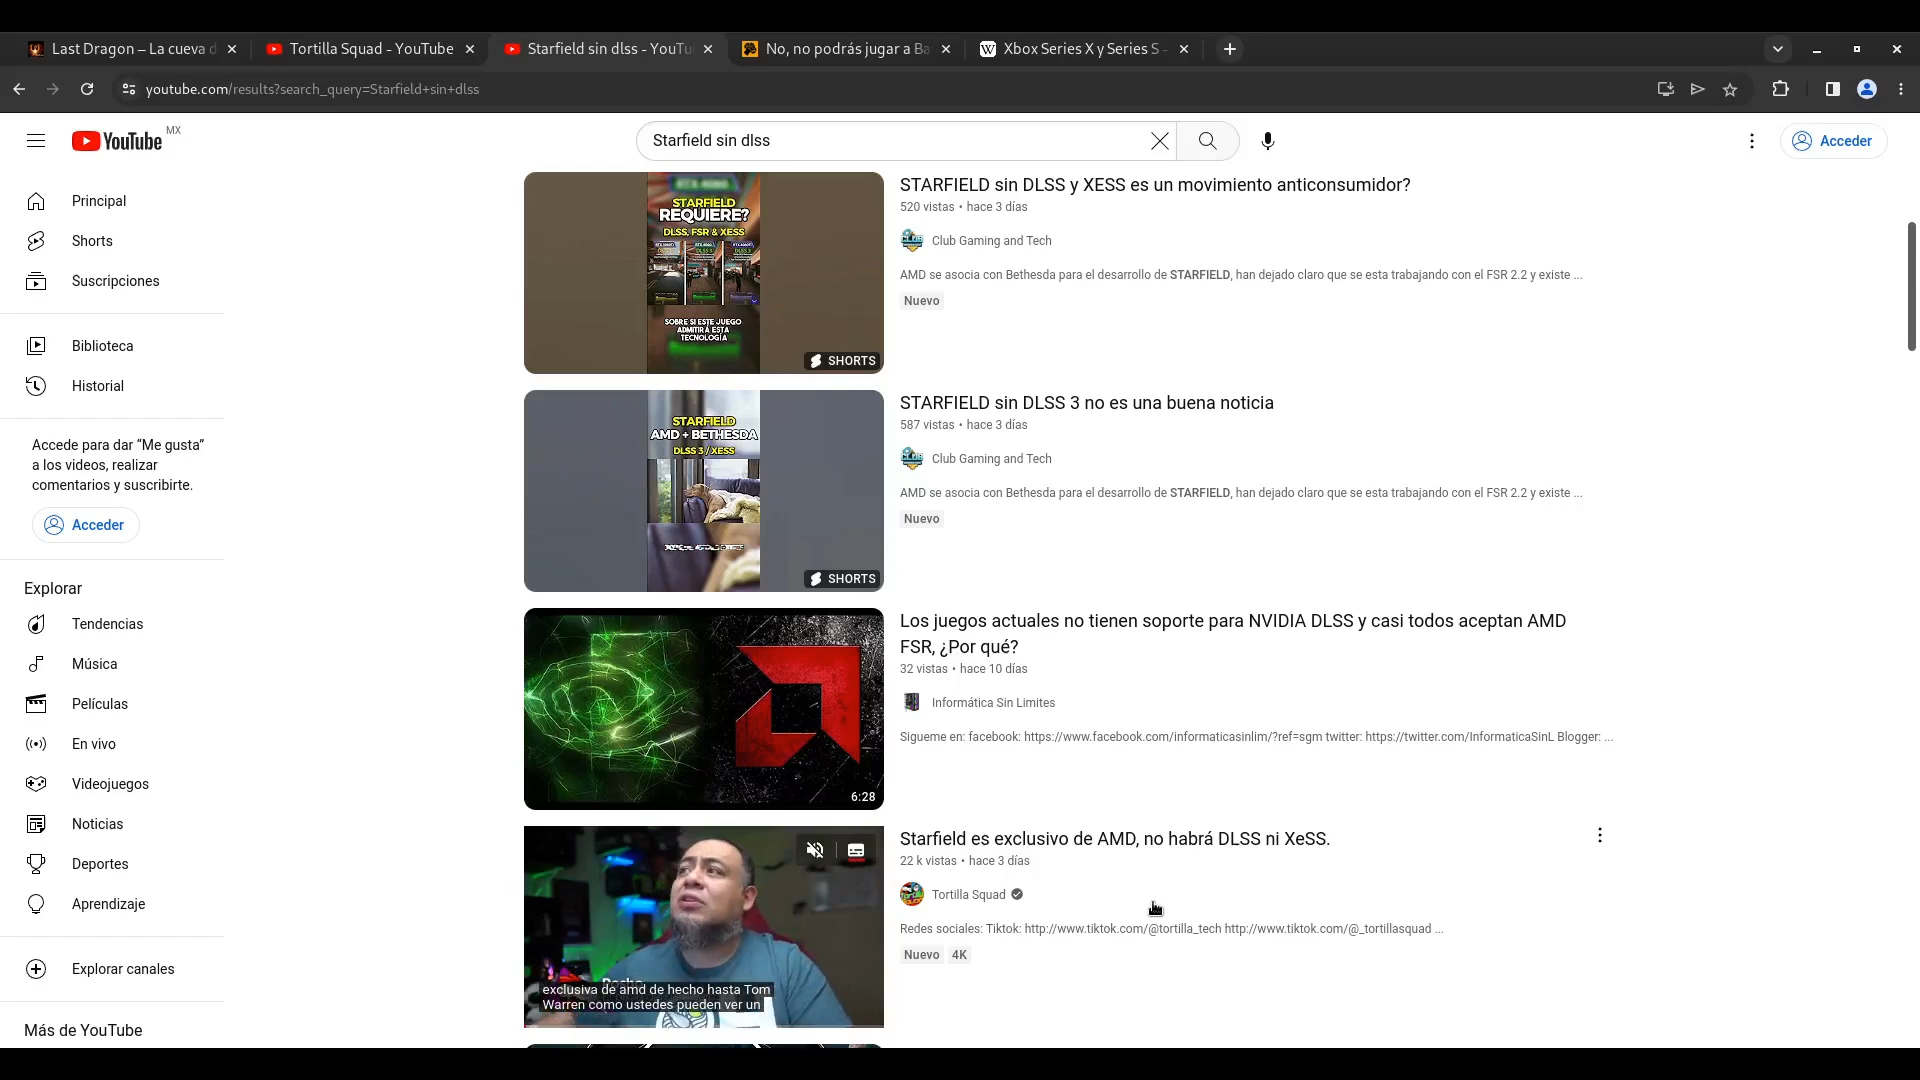 Last Dragon – La cueva d
Tortilla Squad - YouTube
Starfield sin dlss - YouTu
No, no podrás jugar a Ba
Xbox Series X y Series S -
youtube.com/results?search_query=Starfield+sin+dlss
YouTube MX
Starfield sin dlss
Acceder
Principal
Shorts
Suscripciones
Biblioteca
Historial
Accede para dar “Me gusta”
a los videos, realizar
comentarios y suscribirte.
Acceder
Explorar
Tendencias
Música
Películas
En vivo
Videojuegos
Noticias
Deportes
Aprendizaje
Explorar canales
Más de YouTube
STARFIELD
REQUIERE?
DLSS, FSR & XESS
SOBRE SI ESTE JUEGO
ADMITIRÁ ESTA
TECNOLOGÍA
SHORTS
STARFIELD sin DLSS y XESS es un movimiento anticonsumidor?
520 vistas • hace 3 días
Club Gaming and Tech
AMD se asocia con Bethesda para el desarrollo de STARFIELD, han dejado claro que se esta trabajando con el FSR 2.2 y existe ...
Nuevo
STARFIELD
AMD + BETHESDA
DLSS 3 / XESS
SHORTS
STARFIELD sin DLSS 3 no es una buena noticia
587 vistas • hace 3 días
Club Gaming and Tech
AMD se asocia con Bethesda para el desarrollo de STARFIELD, han dejado claro que se esta trabajando con el FSR 2.2 y existe ...
Nuevo
6:28
Los juegos actuales no tienen soporte para NVIDIA DLSS y casi todos aceptan AMD
FSR, ¿Por qué?
32 vistas • hace 10 días
Informática Sin Limites
Sigueme en: facebook: https://www.facebook.com/informaticasinlim/?ref=sgm twitter: https://twitter.com/InformaticaSinL Blogger: ...
exclusiva de amd de hecho hasta Tom
Warren como ustedes pueden ver un
Starfield es exclusivo de AMD, no habrá DLSS ni XeSS.
22 k vistas • hace 3 días
Tortilla Squad
Redes sociales: Tiktok: http://www.tiktok.com/@tortilla_tech http://www.tiktok.com/@_tortillasquad ...
Nuevo 4K